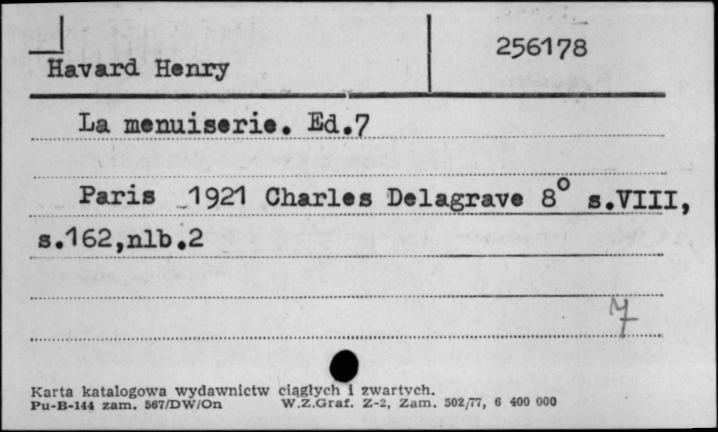 256178
Havard Henry
La menuiserie. Ed.7
Paris 1921 Charles Delagrave 8° s.VIII,
s.162,nlb.2
7
Karta katalogowa wydawnictw ciągłych i zwartych.
Pu-B-144 zam. 567/DW/On W.Z.Graf. Z-2, Zam. 502/77, 6 400 000